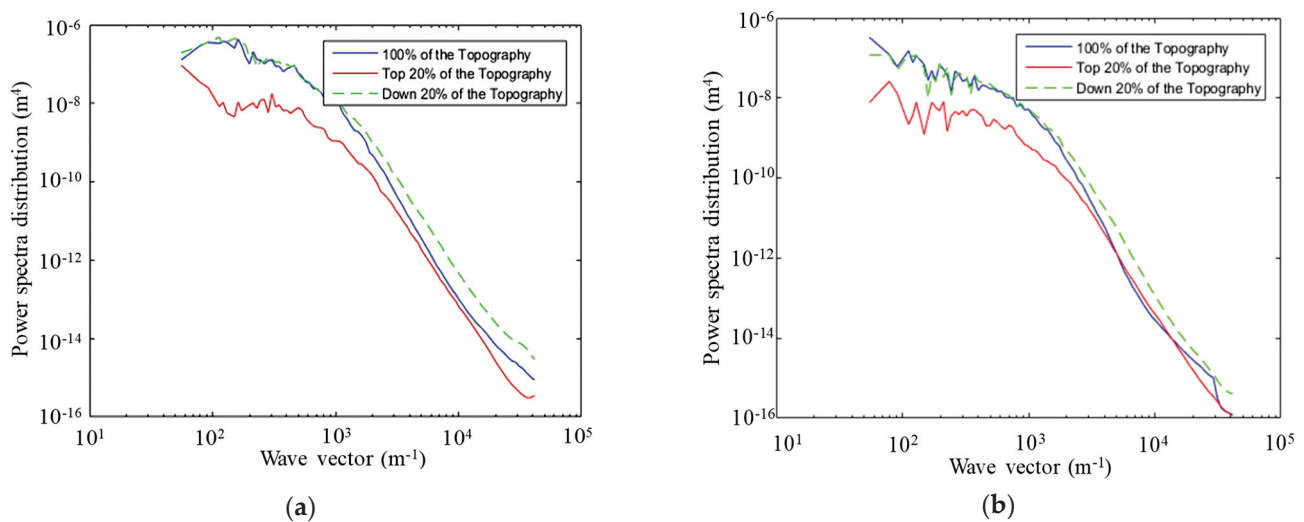 10-6
10-8
10-10
10-12
10-14
10-16
Power spectra distribution (m4)
100% of the Topography
Top 20% of the Topography
Down 20% of the Topography
101
102
103
104
105
Wave vector (m-1)
(a)
10-6
10-8
10-10
10-12
10-14
10-16
Power spectra distribution (m4)
100% of the Topography
Top 20% of the Topography
Down 20% of the Topography
101
102
103
104
105
Wave vector (m-1)
(b)